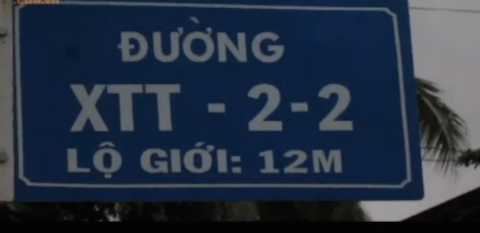 ĐƯỜNG
XTT - 2-2
LỘ GIỚI: 12M